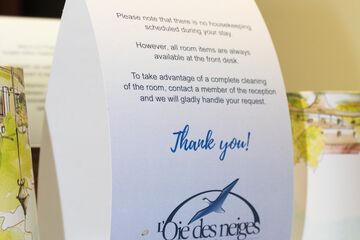 Please note that there is no housekeeping
scheduled during your stay.
However, all room items are always
available at the front desk.
To take advantage of a complete cleaning
of the room, contact a member of the reception
and we will gladly handle your request.
Thank you!
L'Oie des neiges